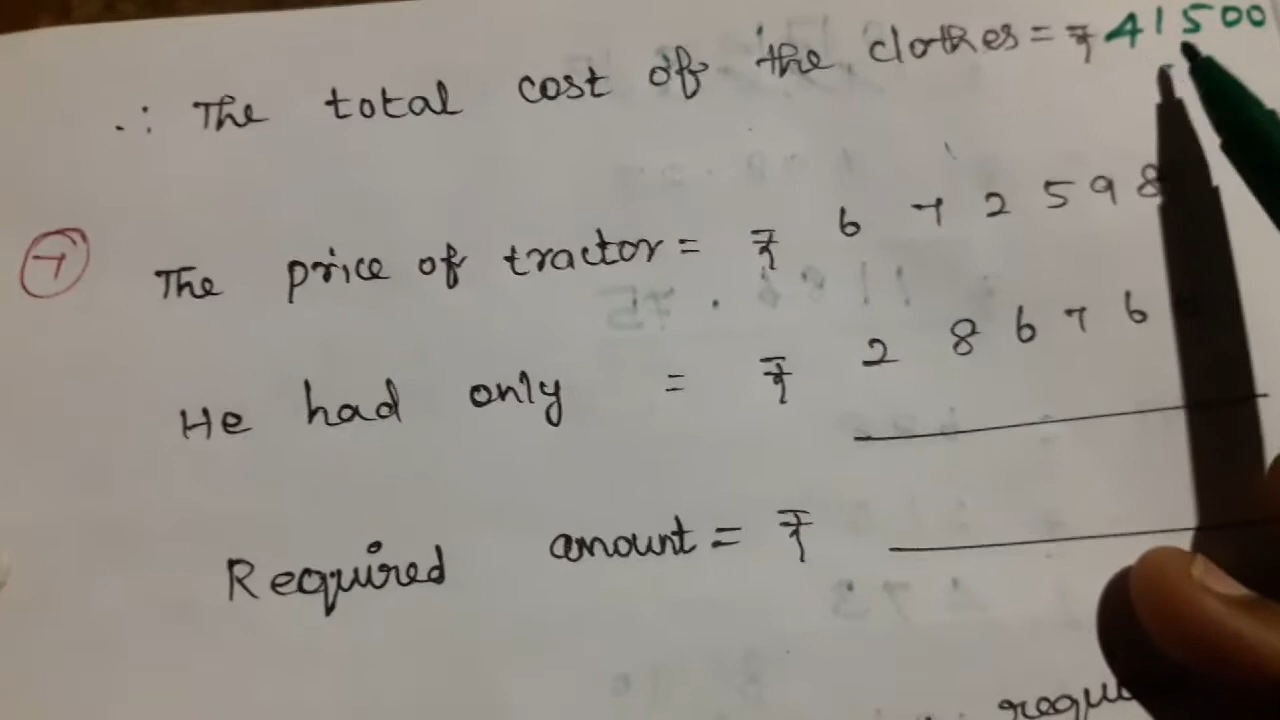 ∴ The total cost of the clothes = ₹ 41500
7 The price of tractor = ₹ 6 7 2 5 9 8
He had only = ₹ 2 8 6 7 6
Required amount = ₹